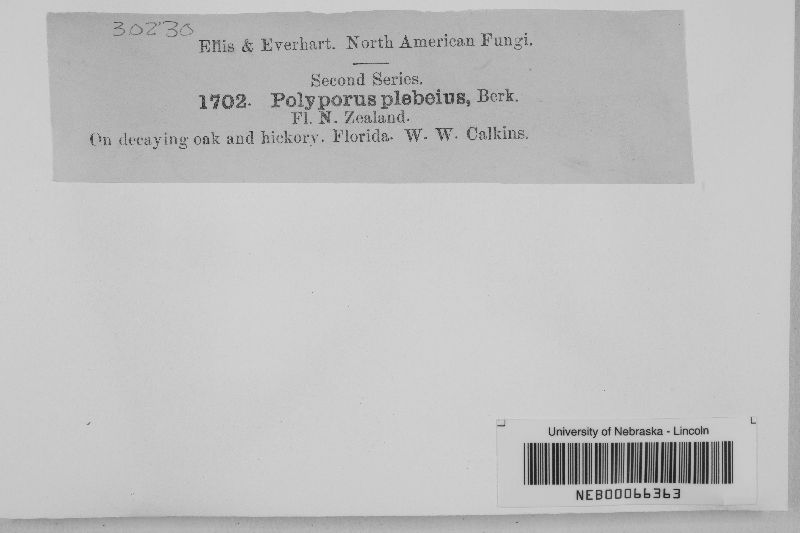 30230
Ellis & Everhart. North American Fungi.
Second Series.
1702. Polyporus plebeius, Berk.
Fl. N. Zealand.
On decaying oak and hickory. Florida. W. W. Calkins.
University of Nebraska - Lincoln
NEB00066363